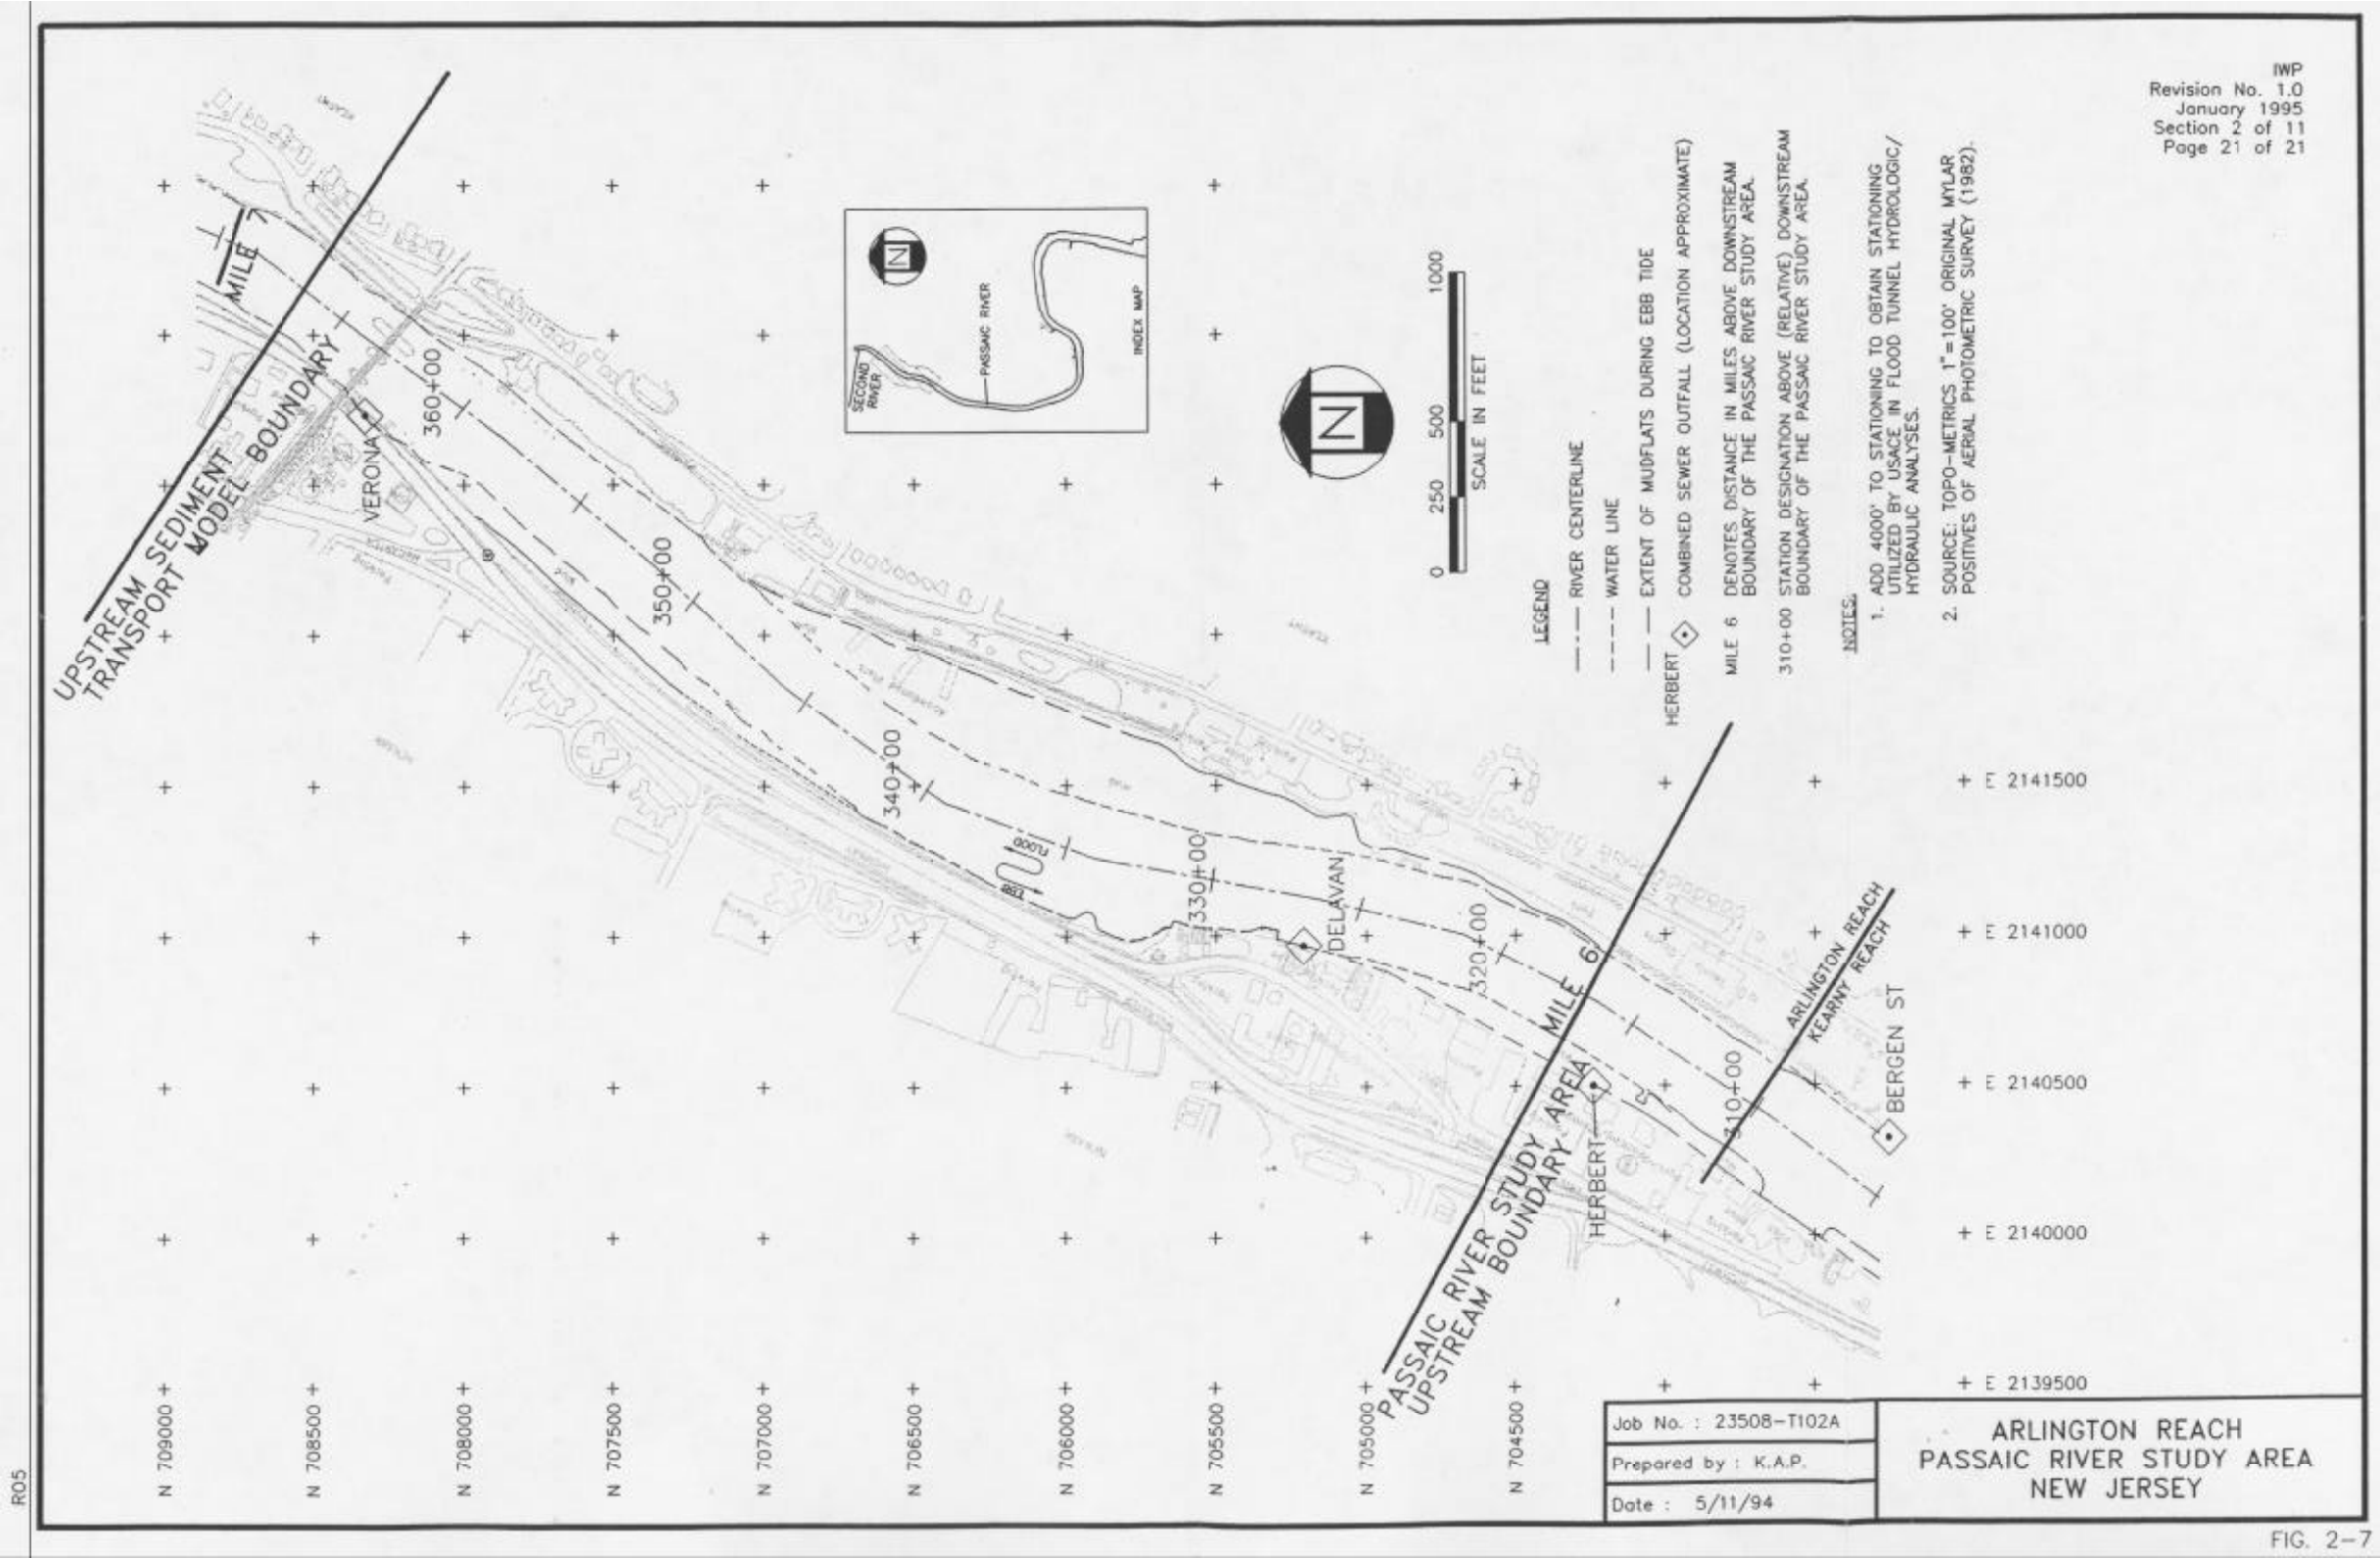 IWP
Revision No. 1.0
January 1995
Section 2 of 11
Page 21 of 21
UPSTREAM SEDIMENT
TRANSPORT MODEL BOUNDARY
MILE 7
VERONA
360+00
350+00
340+00
330+00
320+00
310+00
FLOOD
EBB
DELAVAN
MILE 6
PASSAIC RIVER STUDY AREA
UPSTREAM BOUNDARY
HERBERT
ARLINGTON REACH
KEARNY REACH
BERGEN ST
N
SECOND
RIVER
PASSAIC RIVER
INDEX MAP
N
0 250 500 1000
SCALE IN FEET
LEGEND
RIVER CENTERLINE
WATER LINE
EXTENT OF MUDFLATS DURING EBB TIDE
HERBERT COMBINED SEWER OUTFALL (LOCATION APPROXIMATE)
MILE 6 DENOTES DISTANCE IN MILES ABOVE DOWNSTREAM
BOUNDARY OF THE PASSAIC RIVER STUDY AREA.
310+00 STATION DESIGNATION ABOVE (RELATIVE) DOWNSTREAM
BOUNDARY OF THE PASSAIC RIVER STUDY AREA.
NOTES:
1. ADD 4000' TO STATIONING TO OBTAIN STATIONING
UTILIZED BY USACE IN FLOOD TUNNEL HYDROLOGIC/
HYDRAULIC ANALYSES.
2. SOURCE: TOPO-METRICS 1"=100' ORIGINAL MYLAR
POSITIVES OF AERIAL PHOTOMETRIC SURVEY (1982).
E 2141500
E 2141000
E 2140500
E 2140000
E 2139500
N 709000
N 708500
N 708000
N 707500
N 707000
N 706500
N 706000
N 705500
N 705000
N 704500
Job No. : 23508-T102A
Prepared by : K.A.P.
Date : 5/11/94
ARLINGTON REACH
PASSAIC RIVER STUDY AREA
NEW JERSEY
FIG. 2-7
R05